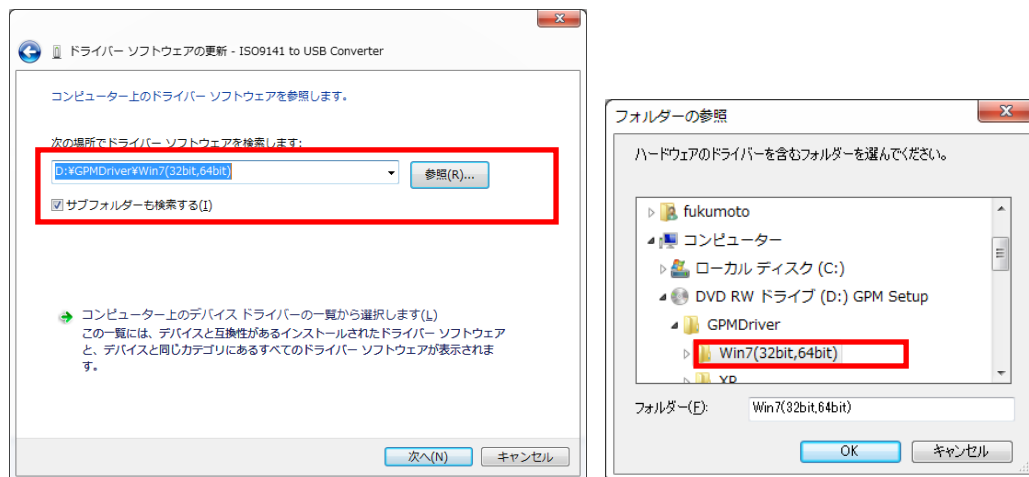 ドライバー ソフトウェアの更新 - ISO9141 to USB Converter
コンピューター上のドライバー ソフトウェアを参照します。
次の場所でドライバー ソフトウェアを検索します:
D:¥GPMDriver¥Win7(32bit,64bit)
参照(R)...
サブフォルダーも検索する(I)
コンピューター上のデバイス ドライバーの一覧から選択します(L)
この一覧には、デバイスと互換性があるインストールされたドライバー ソフトウェア
と、デバイスと同じカテゴリにあるすべてのドライバー ソフトウェアが表示されま
す。
次へ(N)
キャンセル
フォルダーの参照
ハードウェアのドライバーを含むフォルダーを選んでください。
fukumoto
コンピューター
ローカル ディスク (C:)
DVD RW ドライブ (D:) GPM Setup
GPMDriver
Win7(32bit,64bit)
XP
フォルダー(F):
Win7(32bit,64bit)
OK
キャンセル